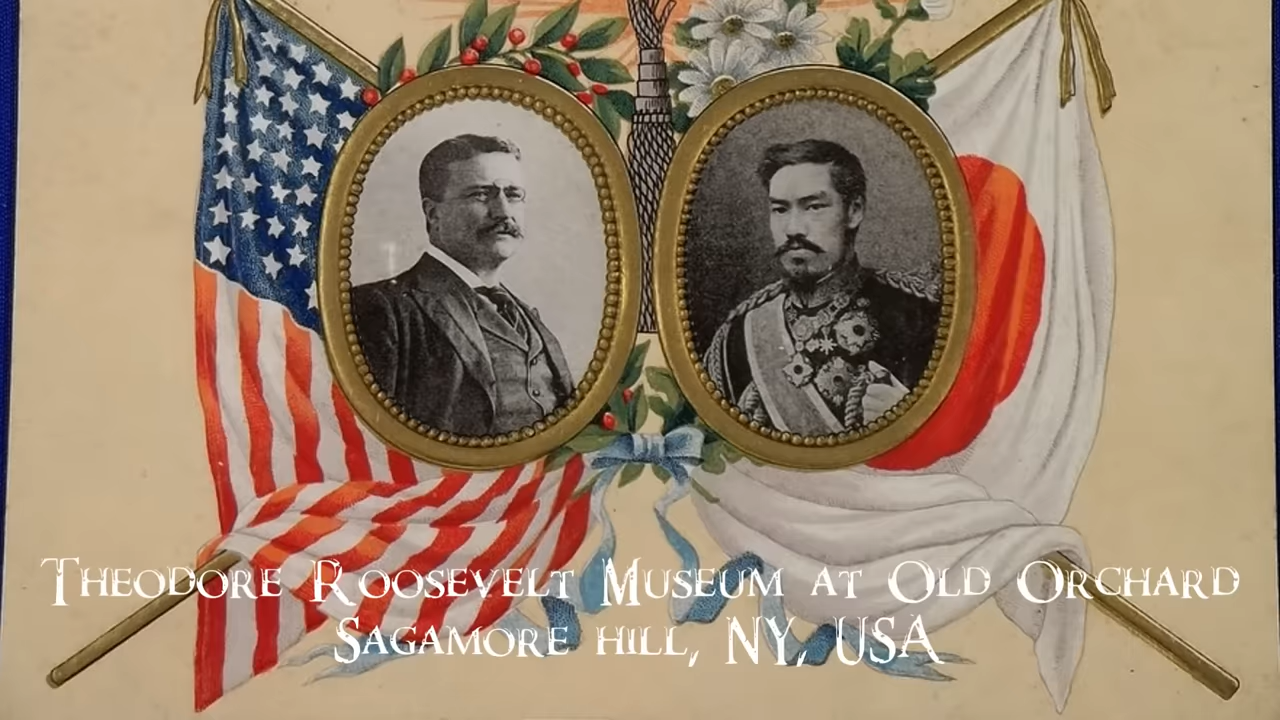 Theodore Roosevelt Museum at Old Orchard
Sagamore hill, NY, USA